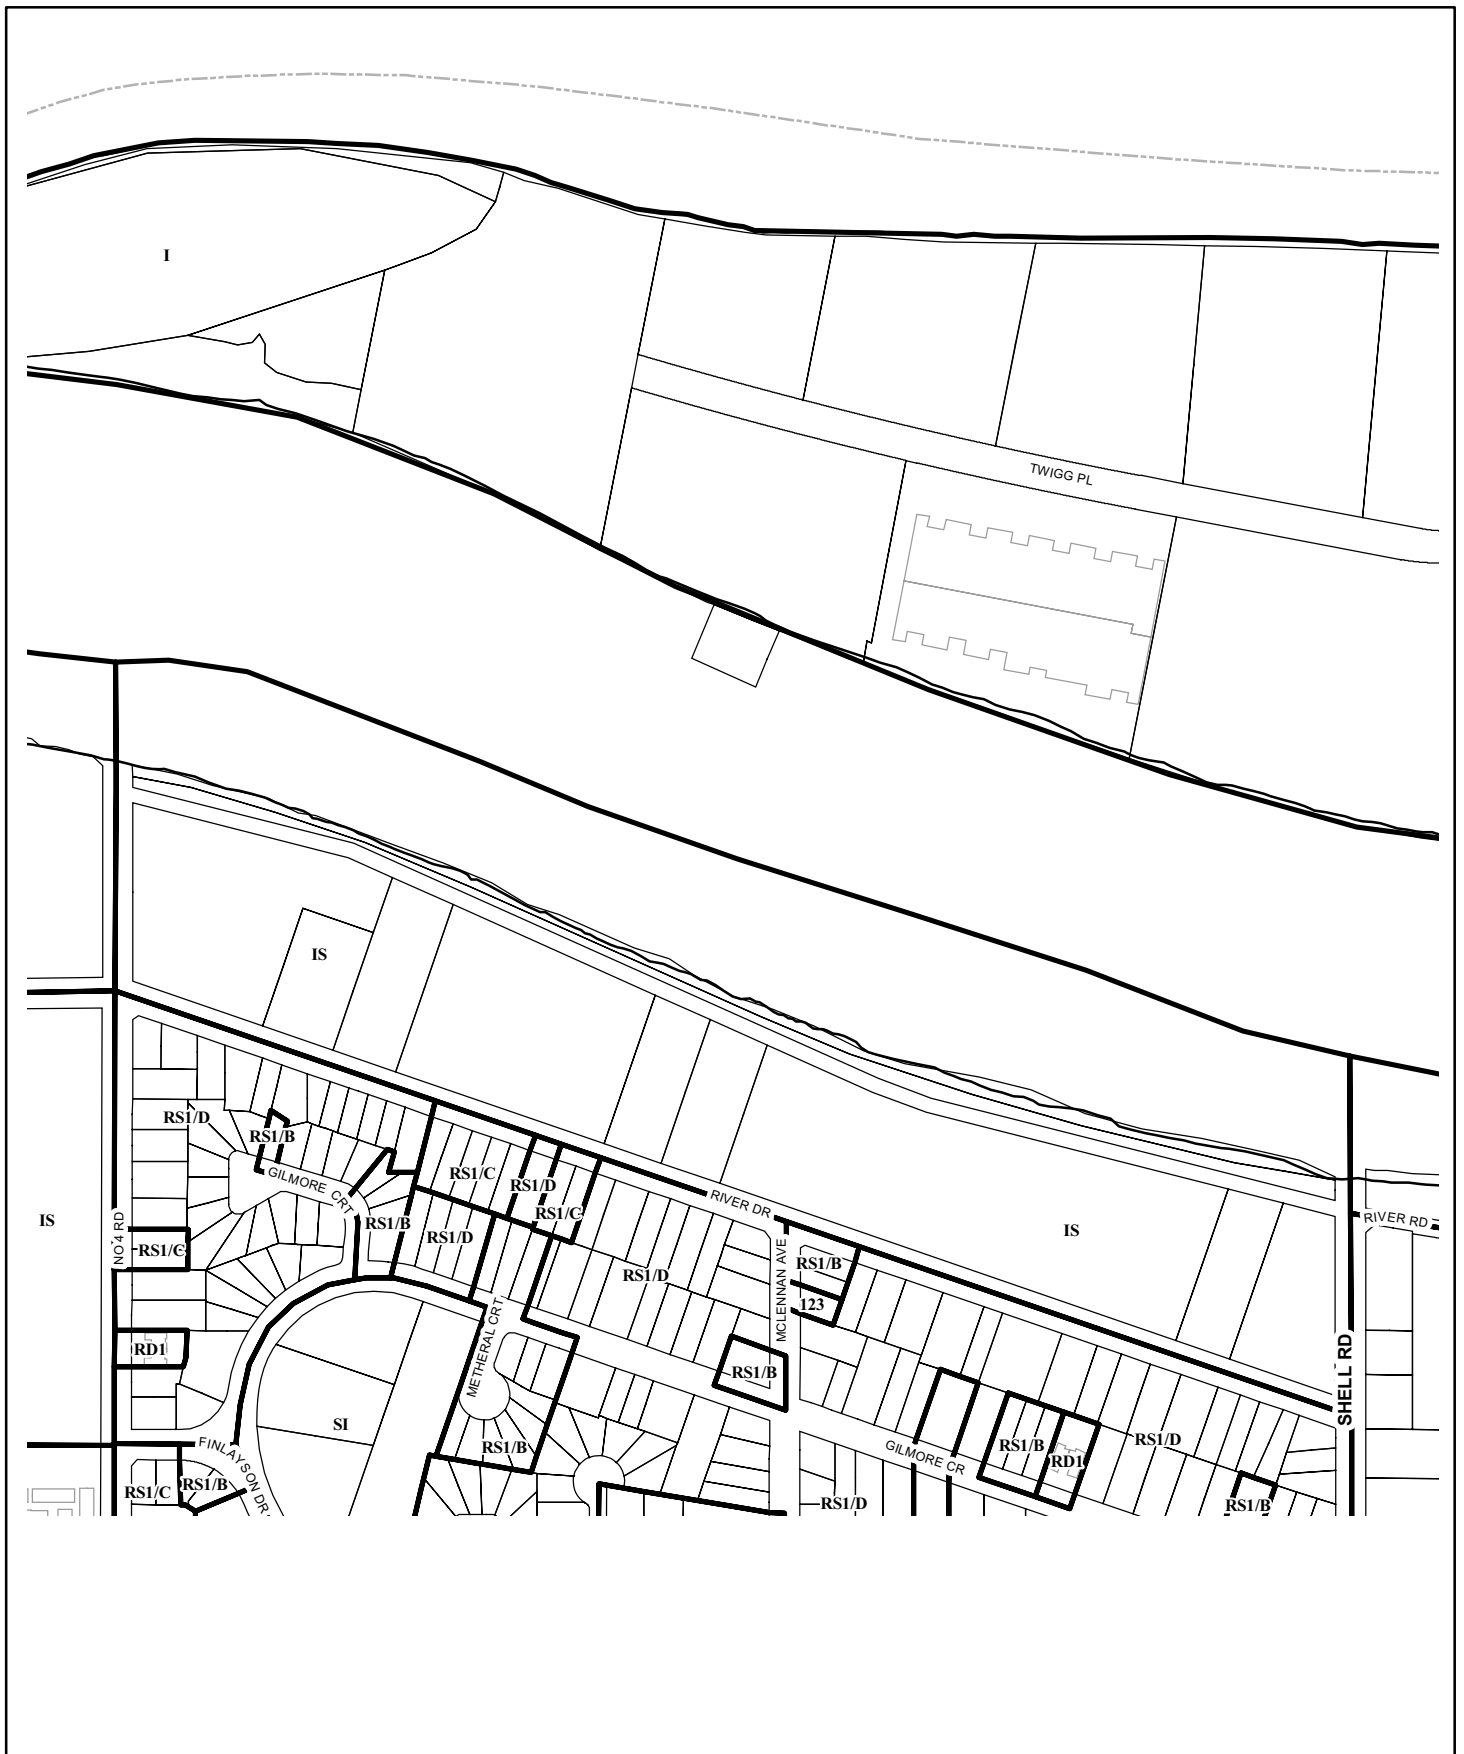 I
TWIGG PL
IS
RS1/D
RS1/B
GILMORE CRT
RS1/C
RS1/D
RS1/C
RIVER DR
IS
NO 4 RD
RS1/B
RS1/D
RS1/C
RS1/D
MCLENNAN AVE
RS1/B
123
IS
RIVER RD
RD1
METHERAL CRT
RS1/B
SHELL RD
SI
FINLAYSON DR
RS1/B
GILMORE CR
RS1/B
RD1
RS1/D
RS1/C
RS1/B
RS1/D
RS1/B